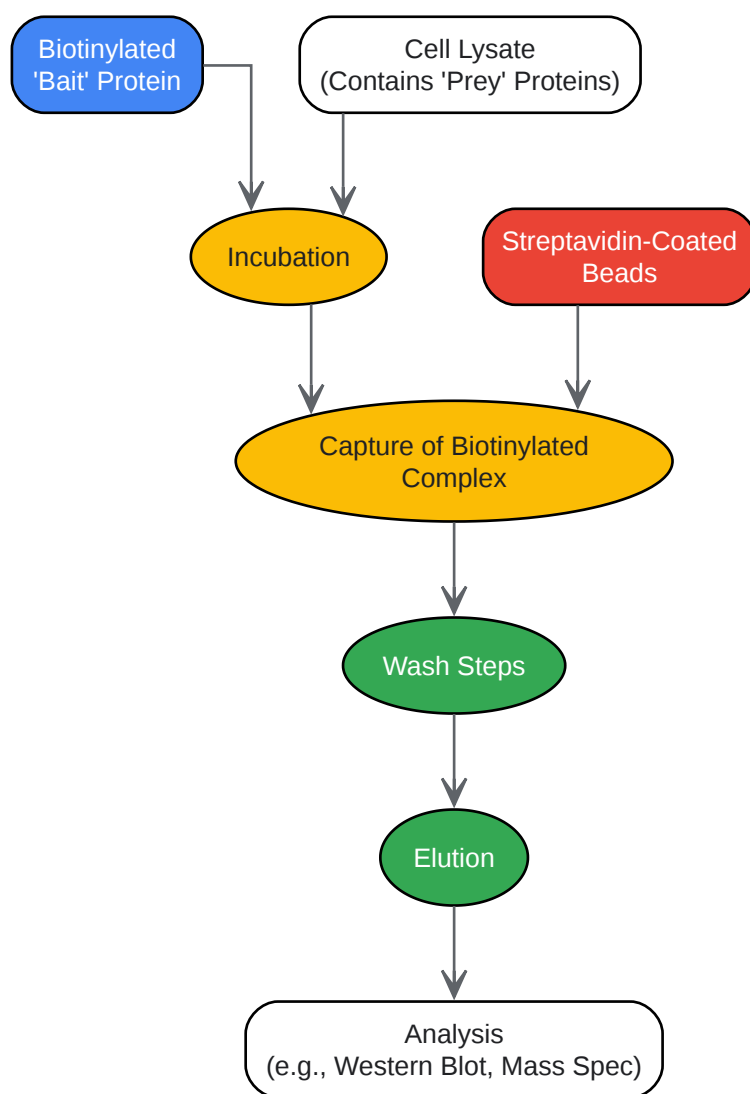 Biotinylated
'Bait' Protein
Cell Lysate
(Contains 'Prey' Proteins)
Incubation
Streptavidin-Coated
Beads
Capture of Biotinylated
Complex
Wash Steps
Elution
Analysis
(e.g., Western Blot, Mass Spec)